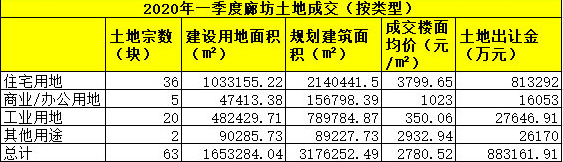 2020年一季度廊坊土地成交（按类型）
土地宗数（块） 建设用地面积（㎡） 规划建筑面积（㎡） 成交楼面均价（元/㎡） 土地出让金（万元）
住宅用地 36 1033155.22 2140441.5 3799.65 813292
商业/办公用地 5 47413.38 156798.39 1023 16053
工业用地 20 482429.71 789784.87 350.06 27646.91
其他用途 2 90285.73 89227.73 2932.94 26170
总计 63 1653284.04 3176252.49 2780.52 883161.91